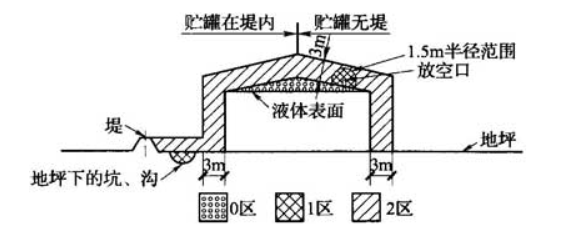 贮罐在堤内
贮罐无堤
3m
1.5m半径范围
放空口
液体表面
堤
地坪
地坪下的坑、沟
3m
3m
0区
1区
2区